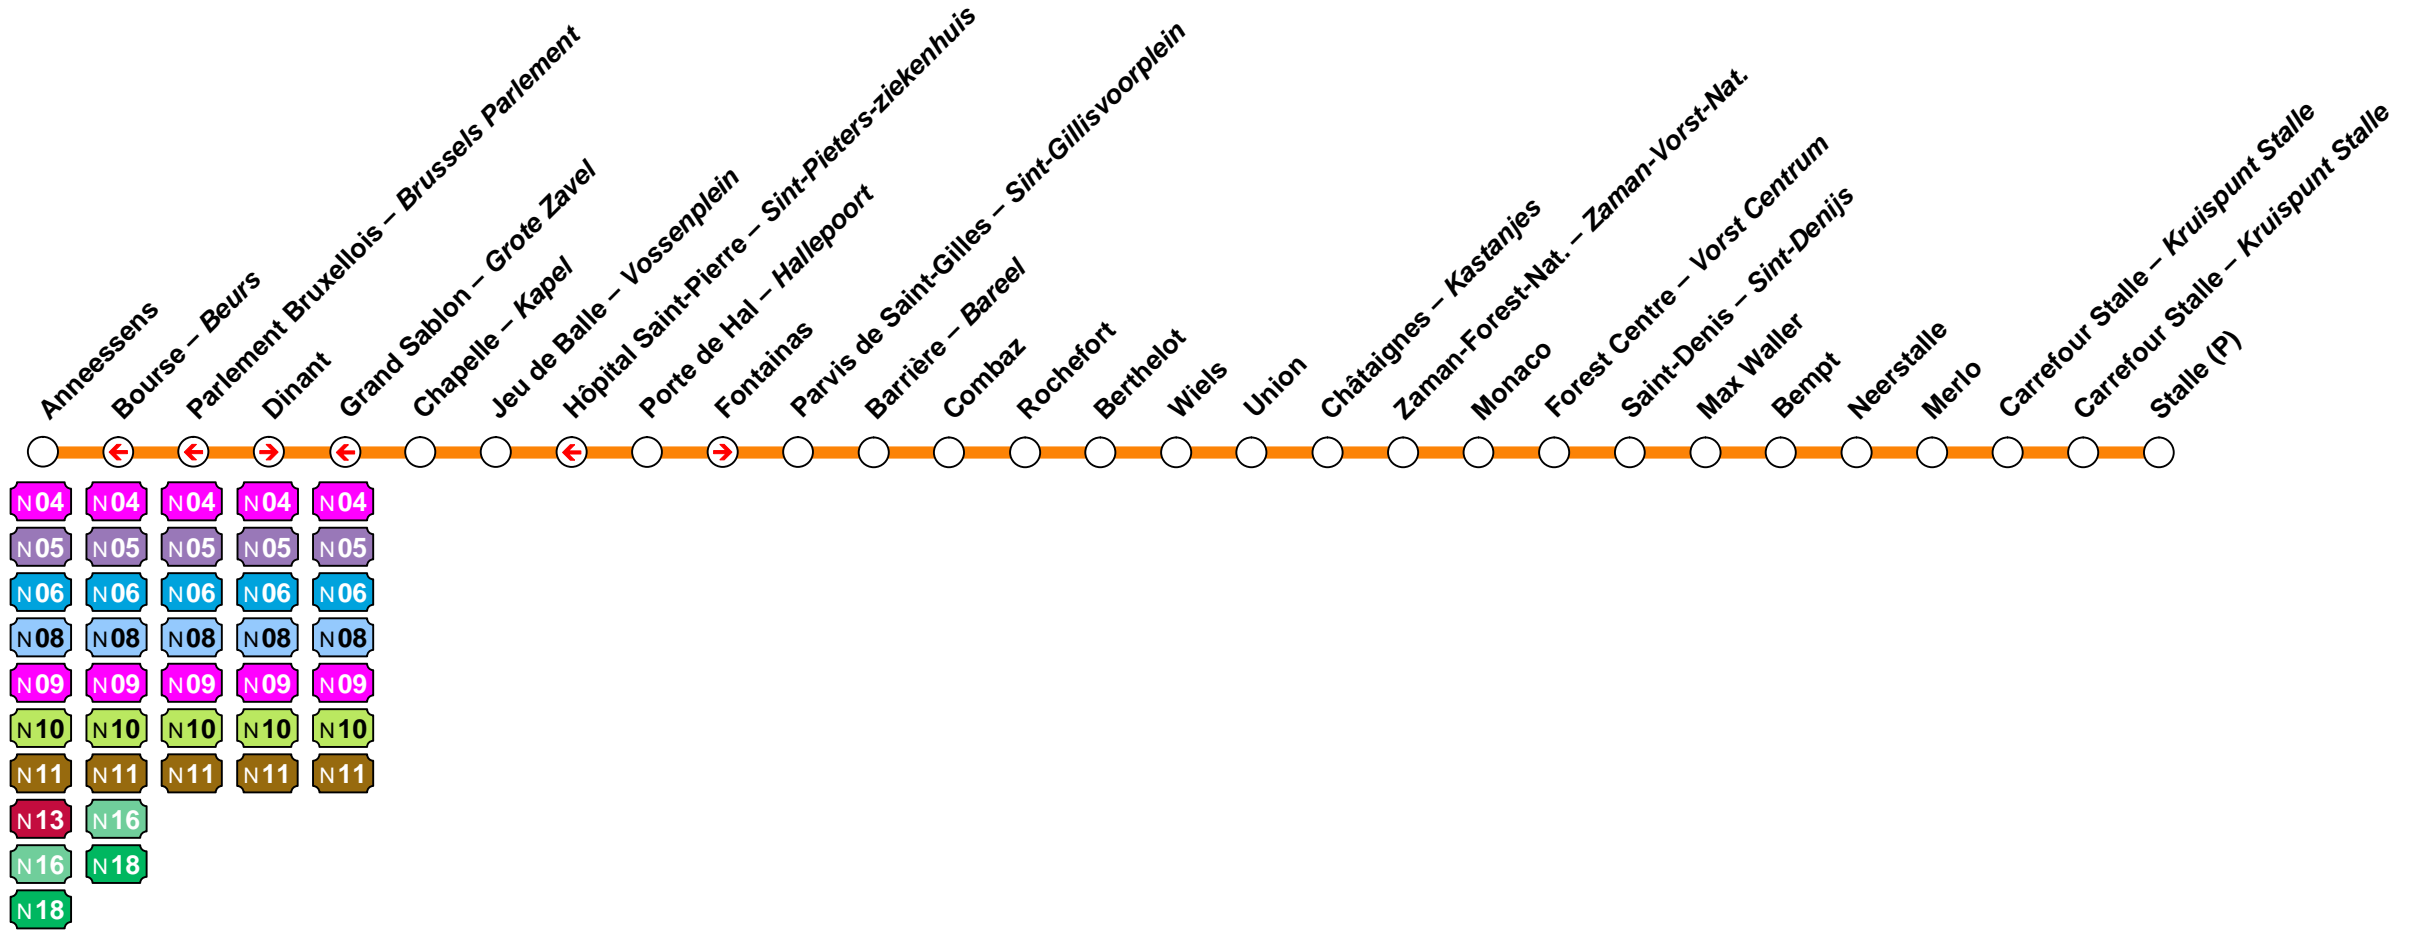 Anneessens
Bourse – Beurs
Parlement Bruxellois – Brussels Parlement
Dinant
Grand Sablon – Grote Zavel
Chapelle – Kapel
Jeu de Balle – Vossenplein
Hôpital Saint-Pierre – Sint-Pieters-ziekenhuis
Porte de Hal – Hallepoort
Fontainas
Parvis de Saint-Gilles – Sint-Gillisvoorplein
Barrière – Bareel
Combaz
Rochefort
Berthelot
Wiels
Union
Châtaignes – Kastanjes
Zaman-Forest-Nat. – Zaman-Vorst-Nat.
Monaco
Forest Centre – Vorst Centrum
Saint-Denis – Sint-Denijs
Max Waller
Bempt
Neerstalle
Merlo
Carrefour Stalle – Kruispunt Stalle
Carrefour Stalle – Kruispunt Stalle
Stalle (P)
N04 N04 N04 N04 N04
N05 N05 N05 N05 N05
N06 N06 N06 N06 N06
N08 N08 N08 N08 N08
N09 N09 N09 N09 N09
N10 N10 N10 N10 N10
N11 N11 N11 N11 N11
N13 N16
N16 N18
N18